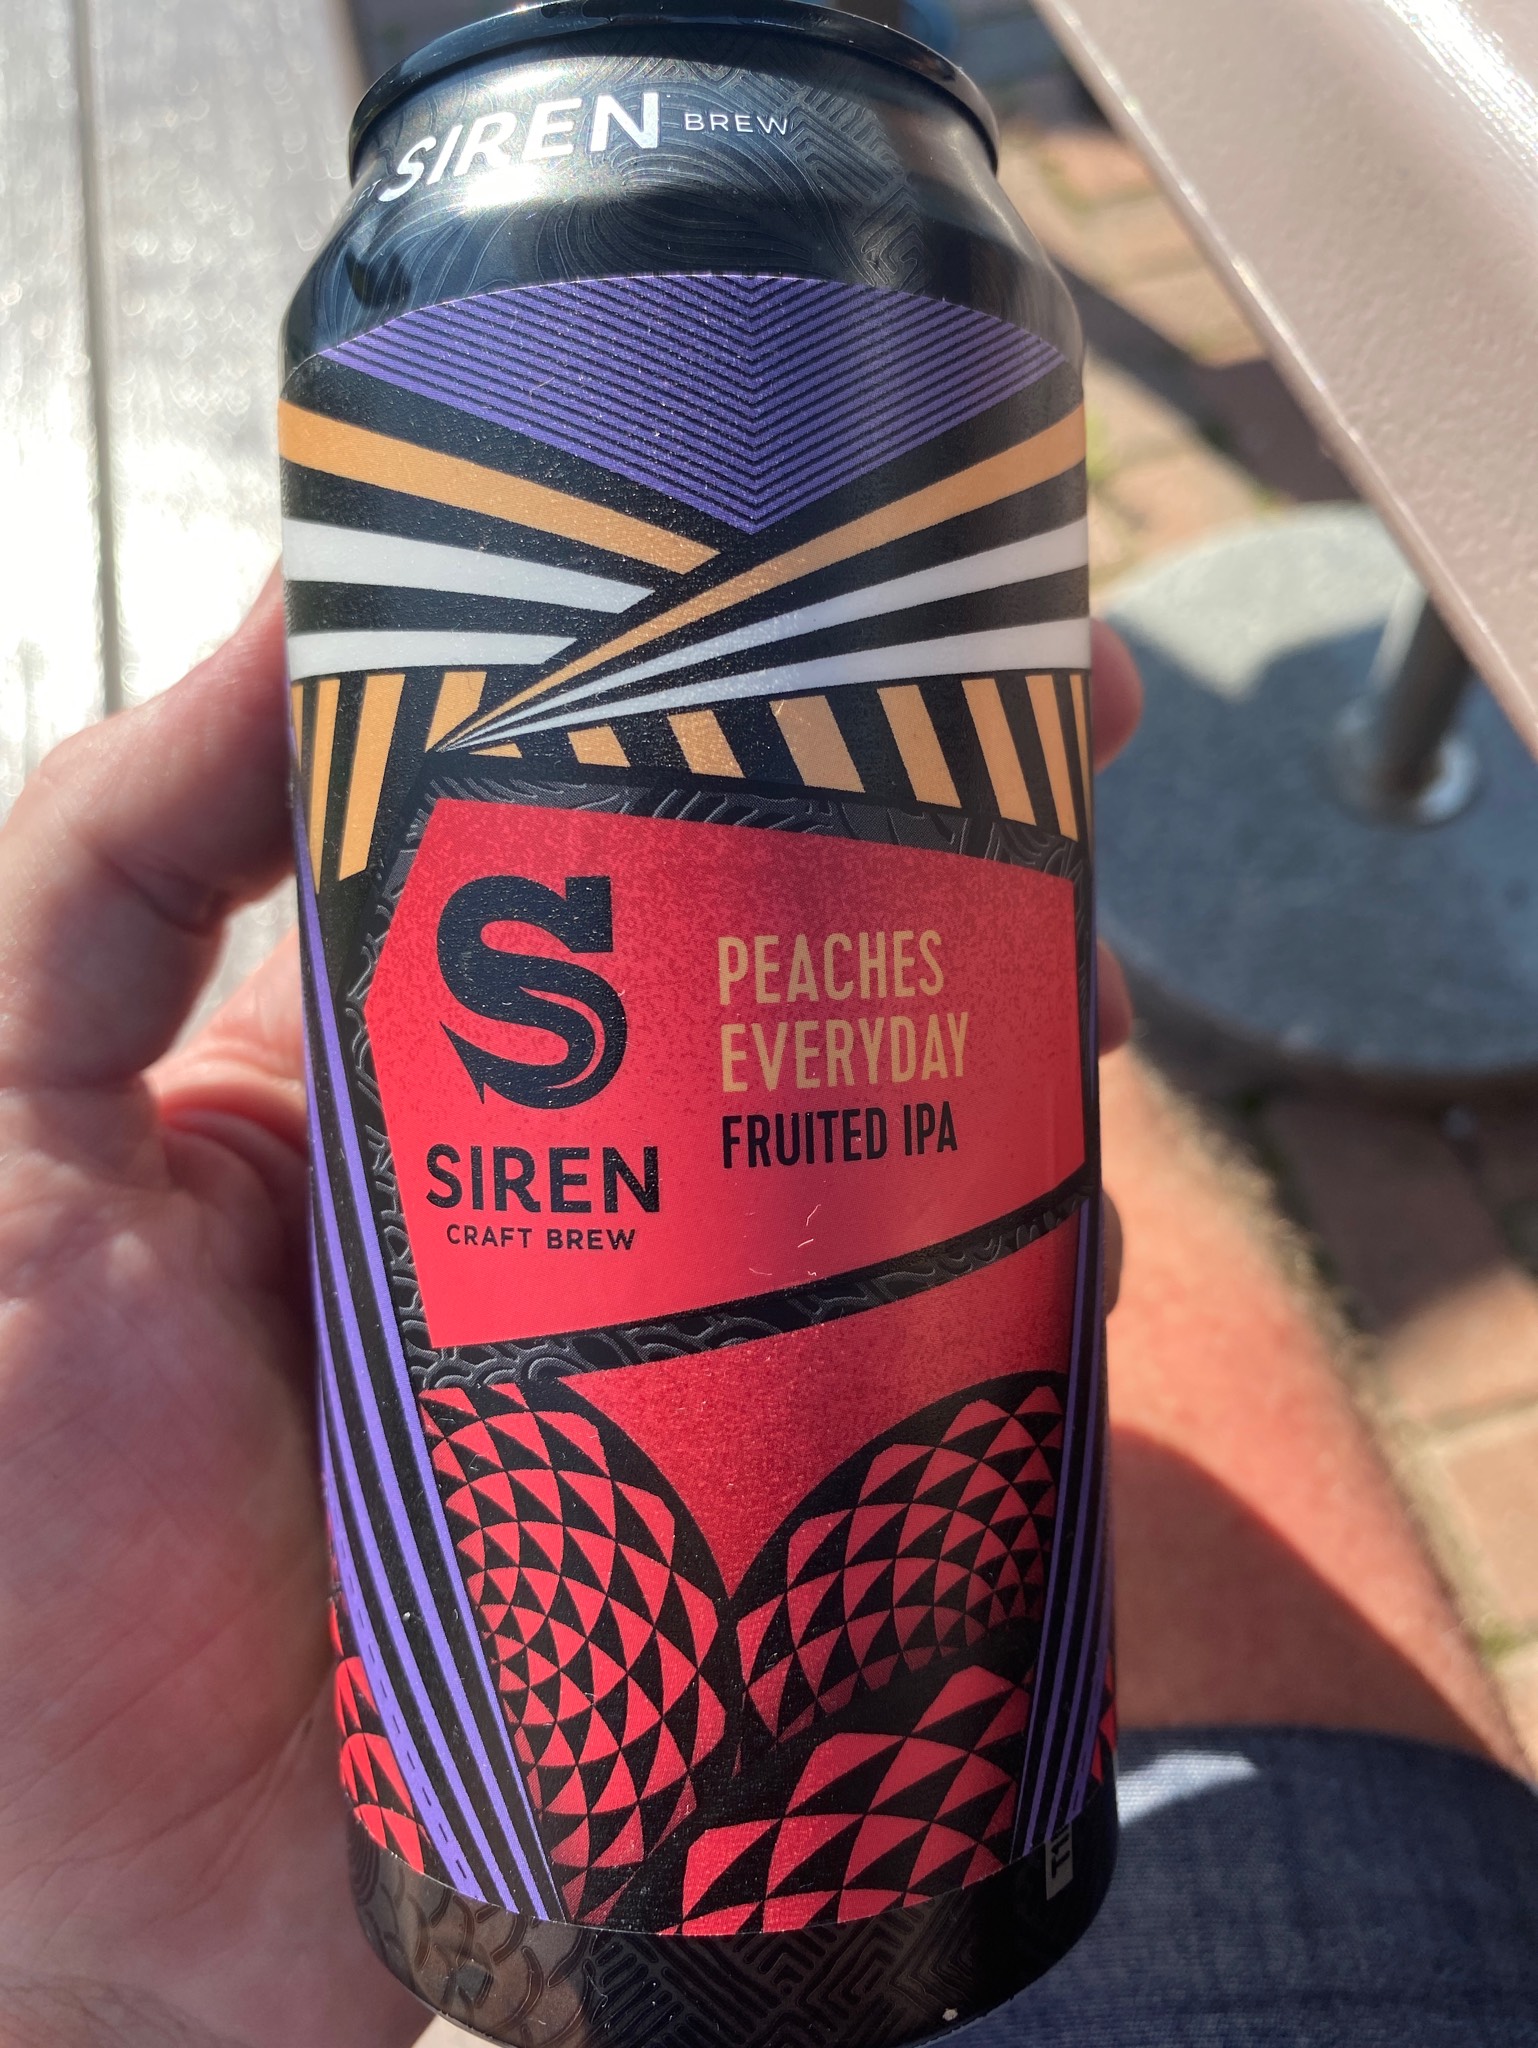 SIREN BREW
S
PEACHES
EVERYDAY
FRUITED IPA
SIREN
CRAFT BREW